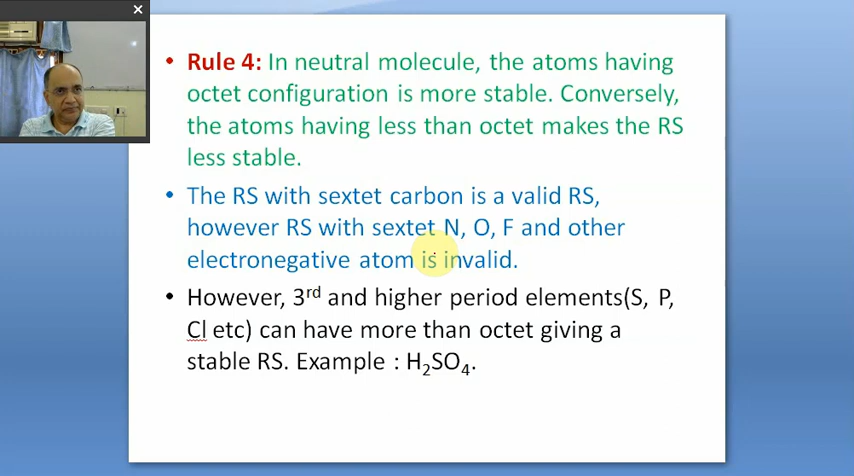 • Rule 4: In neutral molecule, the atoms having
octet configuration is more stable. Conversely,
the atoms having less than octet makes the RS
less stable.
• The RS with sextet carbon is a valid RS,
however RS with sextet N, O, F and other
electronegative atom is invalid.
• However, 3rd and higher period elements(S, P,
Cl etc) can have more than octet giving a
stable RS. Example : H₂SO₄.